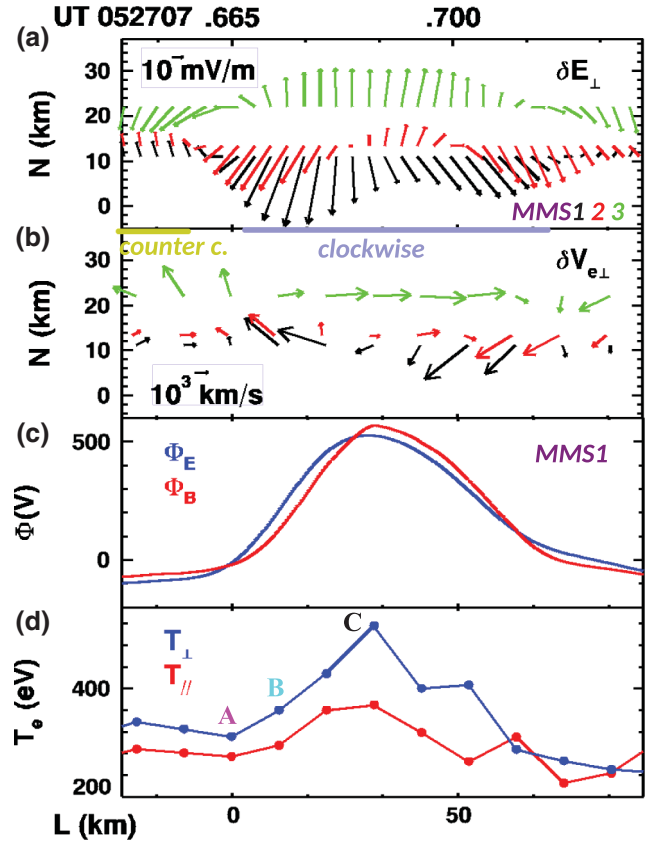 UT 052707 .665 .700
(a)
10⁻mV/m
δE⊥
30
20
10
0
N (km)
MMS1 2 3
(b)
counter c.
clockwise
δVe⊥
30
20
10
0
N (km)
10³ km/s
(c)
ΦE
ΦB
MMS1
500
0
Φ(V)
(d)
T⊥
T//
A
B
C
400
200
Te (eV)
0 50
L (km)